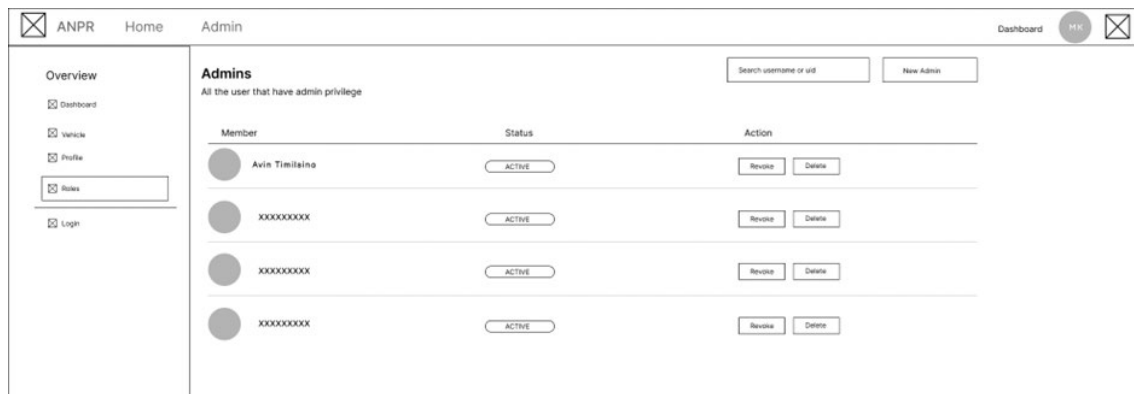 ANPR Home Admin Dashboard MK
Overview
Dashboard
Vehicle
Profile
Roles
Login
Admins
All the user that have admin privilege
Search username or uid
New Admin
Member Status Action
Avin Timilsina ACTIVE Revoke Delete
XXXXXXXXX ACTIVE Revoke Delete
XXXXXXXXX ACTIVE Revoke Delete
XXXXXXXXX ACTIVE Revoke Delete